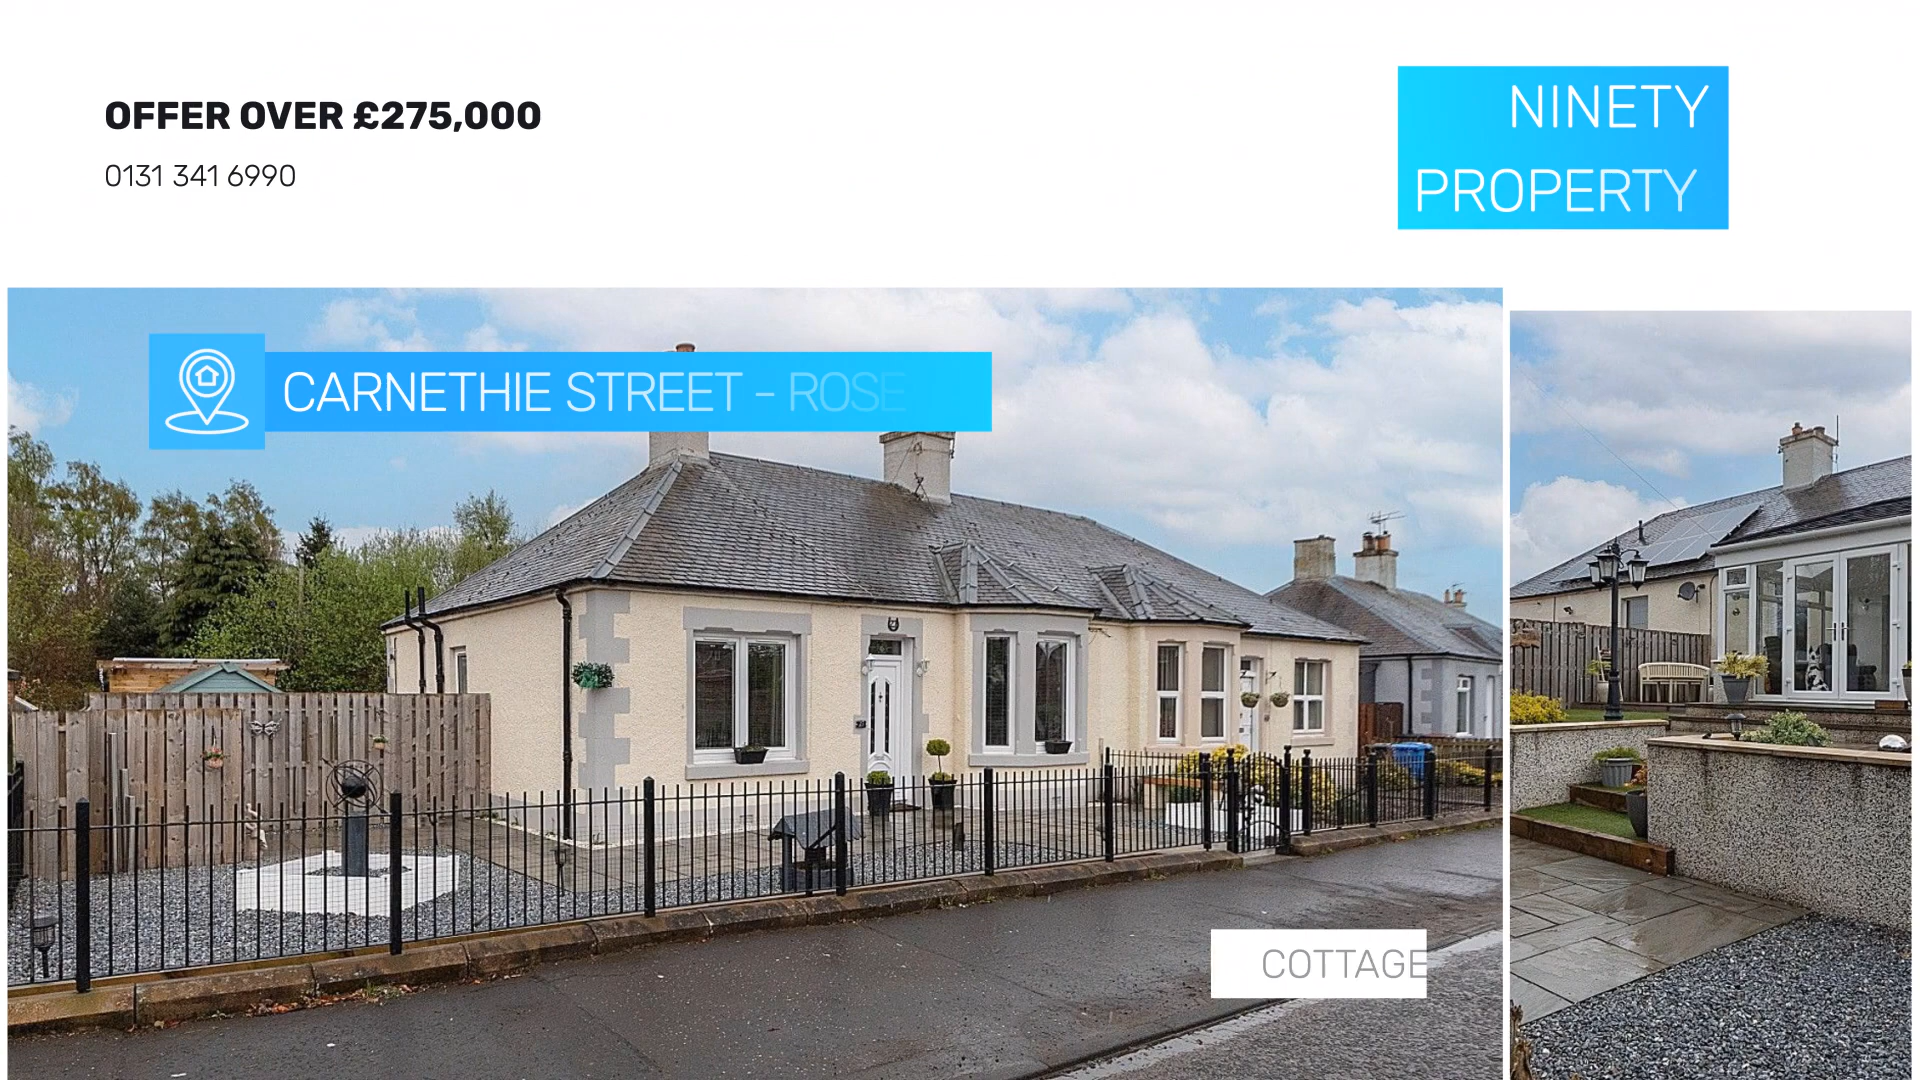 OFFER OVER £275,000
0131 341 6990
NINETY
PROPERTY
CARNETHIE STREET - ROSE
COTTAGE